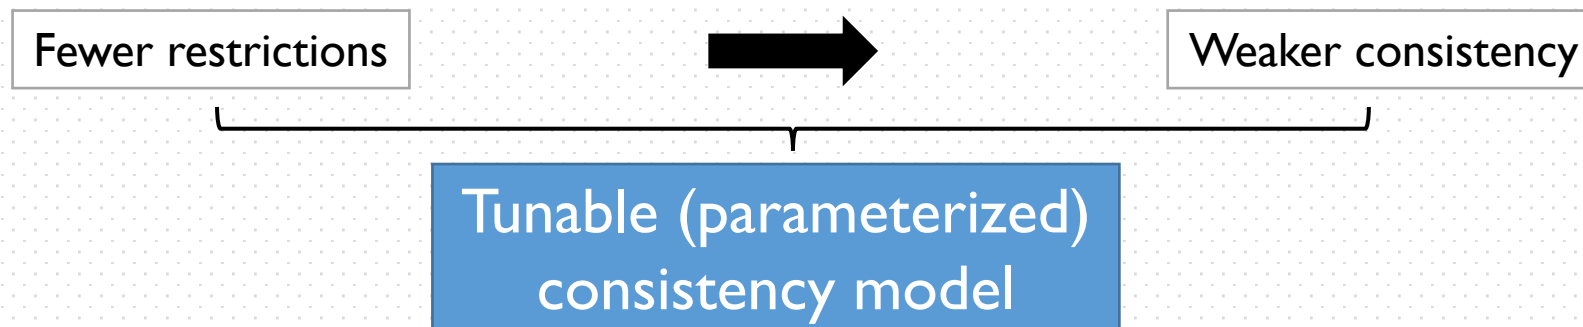 Fewer restrictions
Weaker consistency
Tunable (parameterized)
consistency model